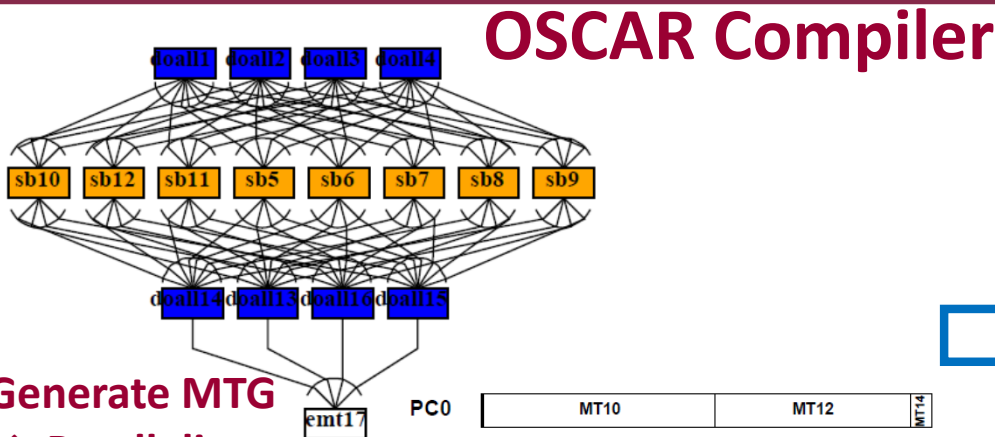 OSCAR Compiler
doall1 doall2 doall3 doall4
sb10 sb12 sb11 sb5 sb6 sb7 sb8 sb9
doall14 doall13 doall16 doall15
Generate MTG
emt17
PC0 MT10 MT12 MT14